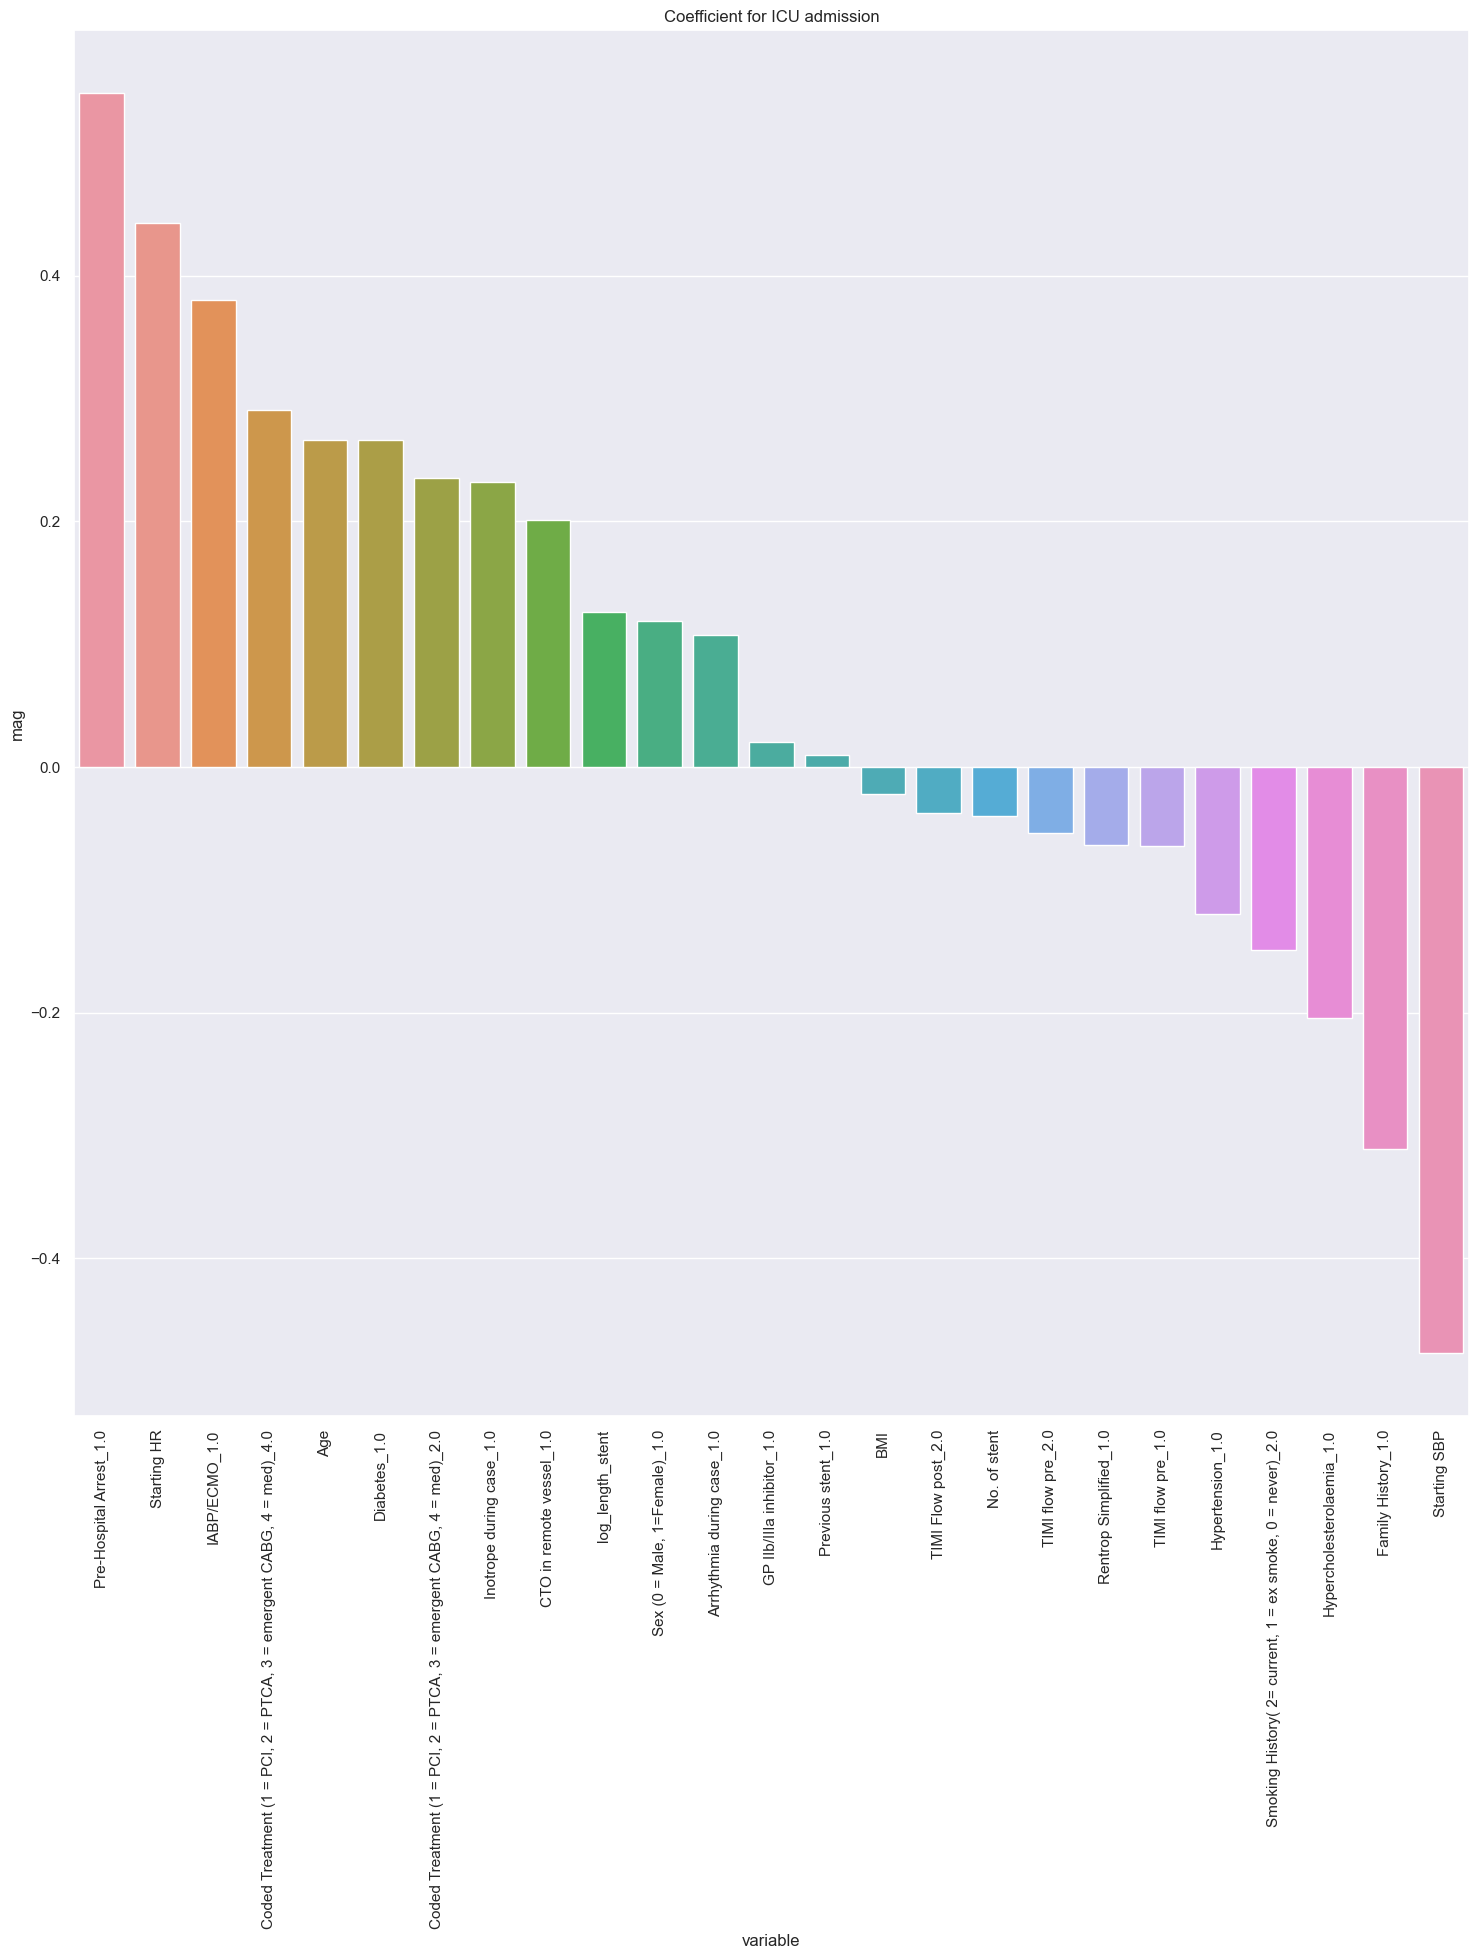 Coefficient for ICU admission
mag
0.4
0.2
0.0
−0.2
−0.4
Pre-Hospital Arrest_1.0
Starting HR
IABP/ECMO_1.0
Coded Treatment (1 = PCI, 2 = PTCA, 3 = emergent CABG, 4 = med)_4.0
Age
Diabetes_1.0
Coded Treatment (1 = PCI, 2 = PTCA, 3 = emergent CABG, 4 = med)_2.0
Inotrope during case_1.0
CTO in remote vessel_1.0
log_length_stent
Sex (0 = Male, 1=Female)_1.0
Arrhythmia during case_1.0
GP IIb/IIIa inhibitor_1.0
Previous stent_1.0
BMI
TIMI Flow post_2.0
No. of stent
TIMI flow pre_2.0
Rentrop Simplified_1.0
TIMI flow pre_1.0
Hypertension_1.0
Smoking History( 2= current, 1 = ex smoke, 0 = never)_2.0
Hypercholesterolaemia_1.0
Family History_1.0
Starting SBP
variable